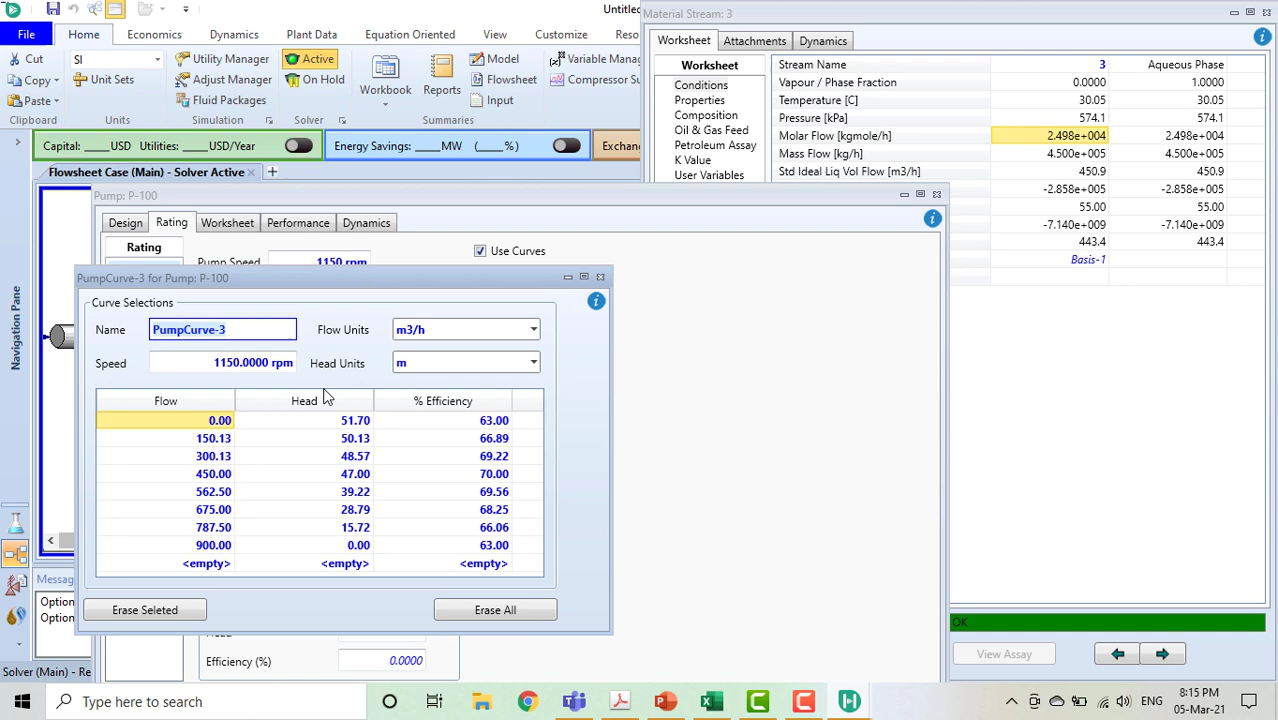 Untitled
Material Stream: 3
File
Home
Economics
Dynamics
Plant Data
Equation Oriented
View
Customize
Resou
Worksheet
Attachments
Dynamics
Cut
SI
Utility Manager
Active
Model
Variable Mana
Copy
Unit Sets
Adjust Manager
On Hold
Workbook
Reports
Flowsheet
Compressor Su
Paste
Fluid Packages
Input
Clipboard
Units
Simulation
Solver
Summaries
Worksheet
Conditions
Properties
Composition
Oil & Gas Feed
Petroleum Assay
K Value
User Variables
Stream Name 3 Aqueous Phase
Vapour / Phase Fraction 0.0000 1.0000
Temperature [C] 30.05 30.05
Pressure [kPa] 574.1 574.1
Molar Flow [kgmole/h] 2.498e+004 2.498e+004
Mass Flow [kg/h] 4.500e+005 4.500e+005
Std Ideal Liq Vol Flow [m3/h] 450.9 450.9
-2.858e+005 -2.858e+005
55.00 55.00
-7.140e+009 -7.140e+009
443.4 443.4
Basis-1
Capital: ____USD Utilities: ____USD/Year
Energy Savings: ____MW (____%)
Exchan
Flowsheet Case (Main) - Solver Active
Pump: P-100
Design
Rating
Worksheet
Performance
Dynamics
Rating
Pump Speed 1150 rpm
Use Curves
Navigation Pane
PumpCurve-3 for Pump: P-100
Curve Selections
Name PumpCurve-3 Flow Units m3/h
Speed 1150.0000 rpm Head Units m
Flow Head % Efficiency
0.00 51.70 63.00
150.13 50.13 66.89
300.13 48.57 69.22
450.00 47.00 70.00
562.50 39.22 69.56
675.00 28.79 68.25
787.50 15.72 66.06
900.00 0.00 63.00
<empty> <empty> <empty>
Erase Seleted
Erase All
Messag
Option
Option
Efficiency (%) 0.0000
Solver (Main) - Re
OK
View Assay
Type here to search
ENG
8:15 PM
05-Mar-21